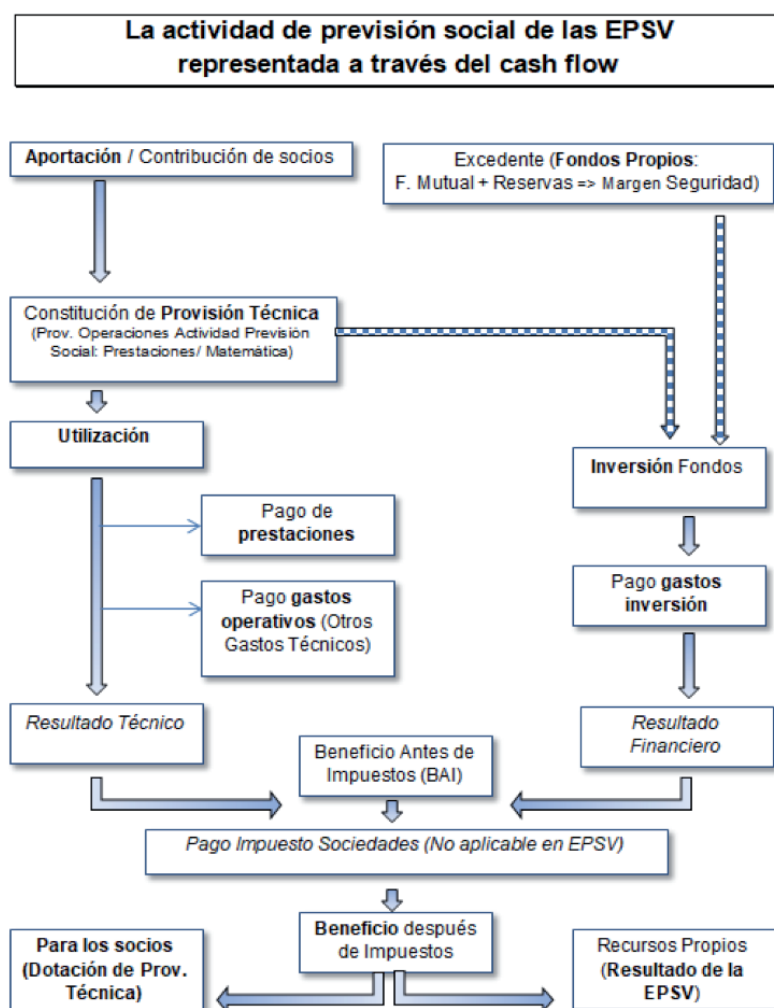 La actividad de previsión social de las EPSV
representada a través del cash flow
Aportación / Contribución de socios
Excedente (Fondos Propios:
F. Mutual + Reservas => Margen Seguridad)
Constitución de Provisión Técnica
(Prov. Operaciones Actividad Previsión
Social: Prestaciones/ Matemática)
Utilización
Inversión Fondos
Pago de
prestaciones
Pago gastos
operativos (Otros
Gastos Técnicos)
Pago gastos
inversión
Resultado Técnico
Resultado
Financiero
Beneficio Antes de
Impuestos (BAI)
Pago Impuesto Sociedades (No aplicable en EPSV)
Beneficio después
de Impuestos
Para los socios
(Dotación de Prov.
Técnica)
Recursos Propios
(Resultado de la
EPSV)